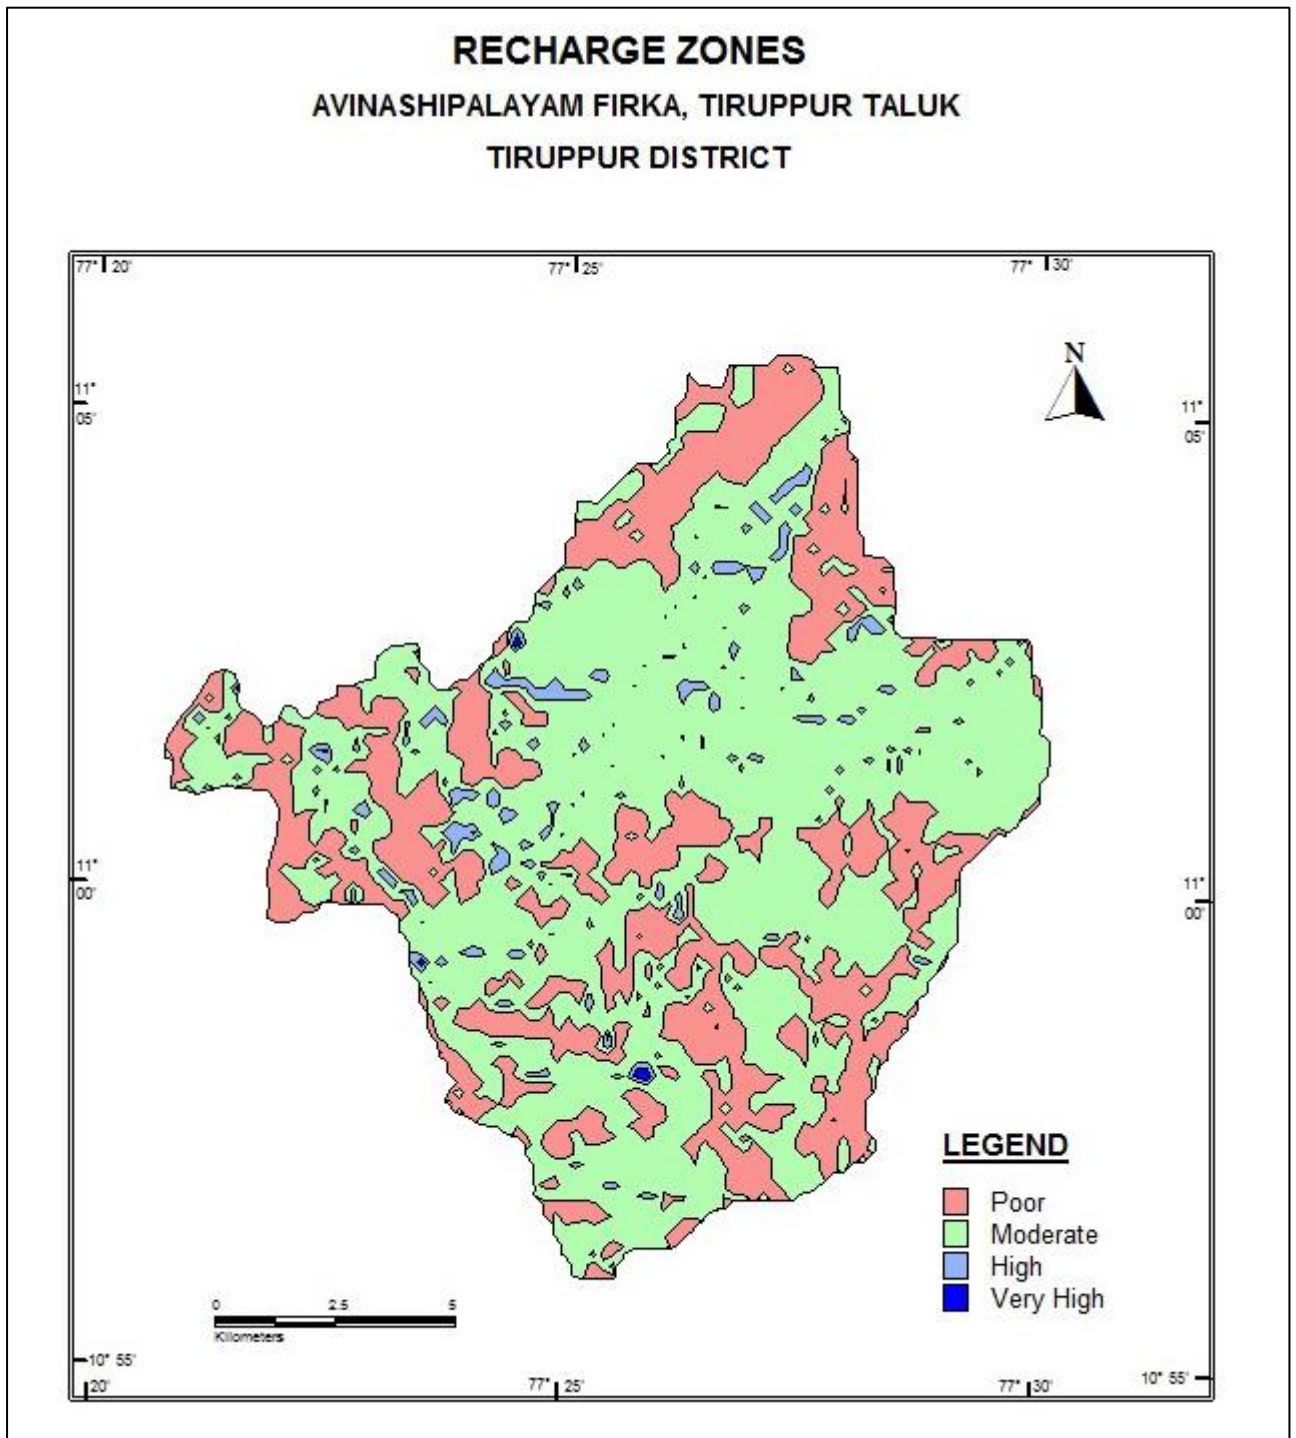 RECHARGE ZONES
AVINASHIPALAYAM FIRKA, TIRUPPUR TALUK
TIRUPPUR DISTRICT
77° 20'
77° 25'
77° 30'
N
11°
05'
11°
05'
11°
00'
11°
00'
LEGEND
Poor
Moderate
High
Very High
0 2.5 5
Kilometers
10° 55'
10° 55'
20'
77° 25'
77° 30'